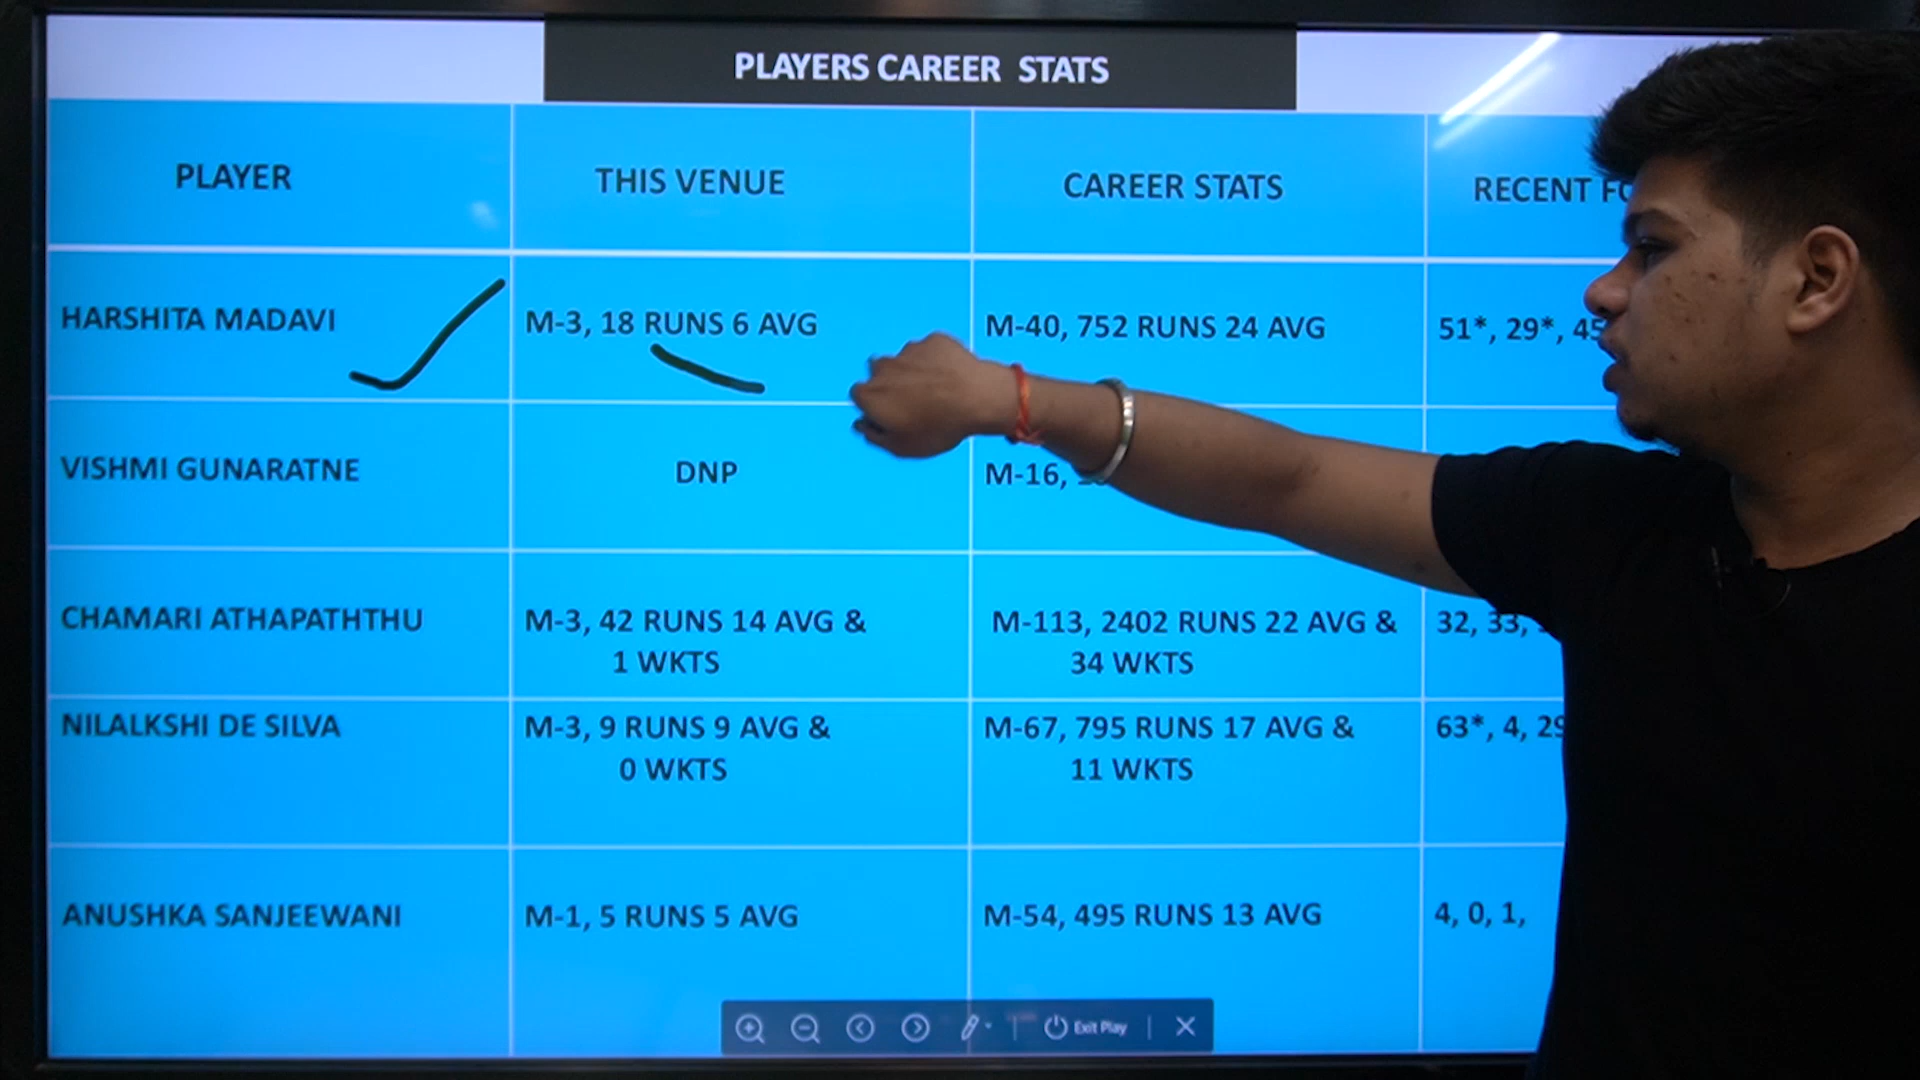 PLAYERS CAREER STATS
PLAYER
THIS VENUE
CAREER STATS
RECENT
HARSHITA MADAVI
M-3, 18 RUNS 6 AVG
M-40, 752 RUNS 24 AVG
51*, 29*, 45
VISHMI GUNARATNE
DNP
M-16,
CHAMARI ATHAPATHTHU
M-3, 42 RUNS 14 AVG &
1 WKTS
M-113, 2402 RUNS 22 AVG &
34 WKTS
32, 33,
NILALKSHI DE SILVA
M-3, 9 RUNS 9 AVG &
0 WKTS
M-67, 795 RUNS 17 AVG &
11 WKTS
63*, 4, 29
ANUSHKA SANJEEWANI
M-1, 5 RUNS 5 AVG
M-54, 495 RUNS 13 AVG
4, 0, 1,
Exit Play